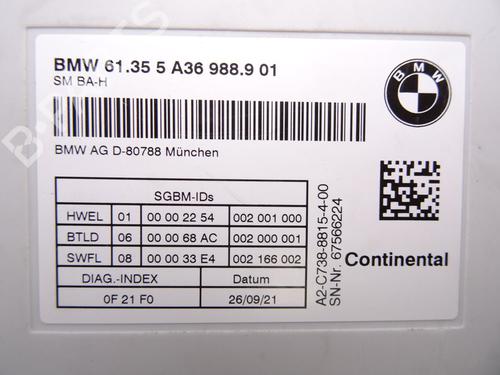 BMW 61.35 5 A36 988.9 01
SM BA-H
BMW
BMW AG D-80788 München
SGBM-IDs
HWEL 01 00 00 22 54 002 001 000
BTLD 06 00 00 68 AC 002 000 001
SWFL 08 00 00 33 E4 002 166 002
DIAG.-INDEX Datum
0F 21 F0 26/09/21
A2-C738-8815-4-00
SN-Nr. 67566224
Continental